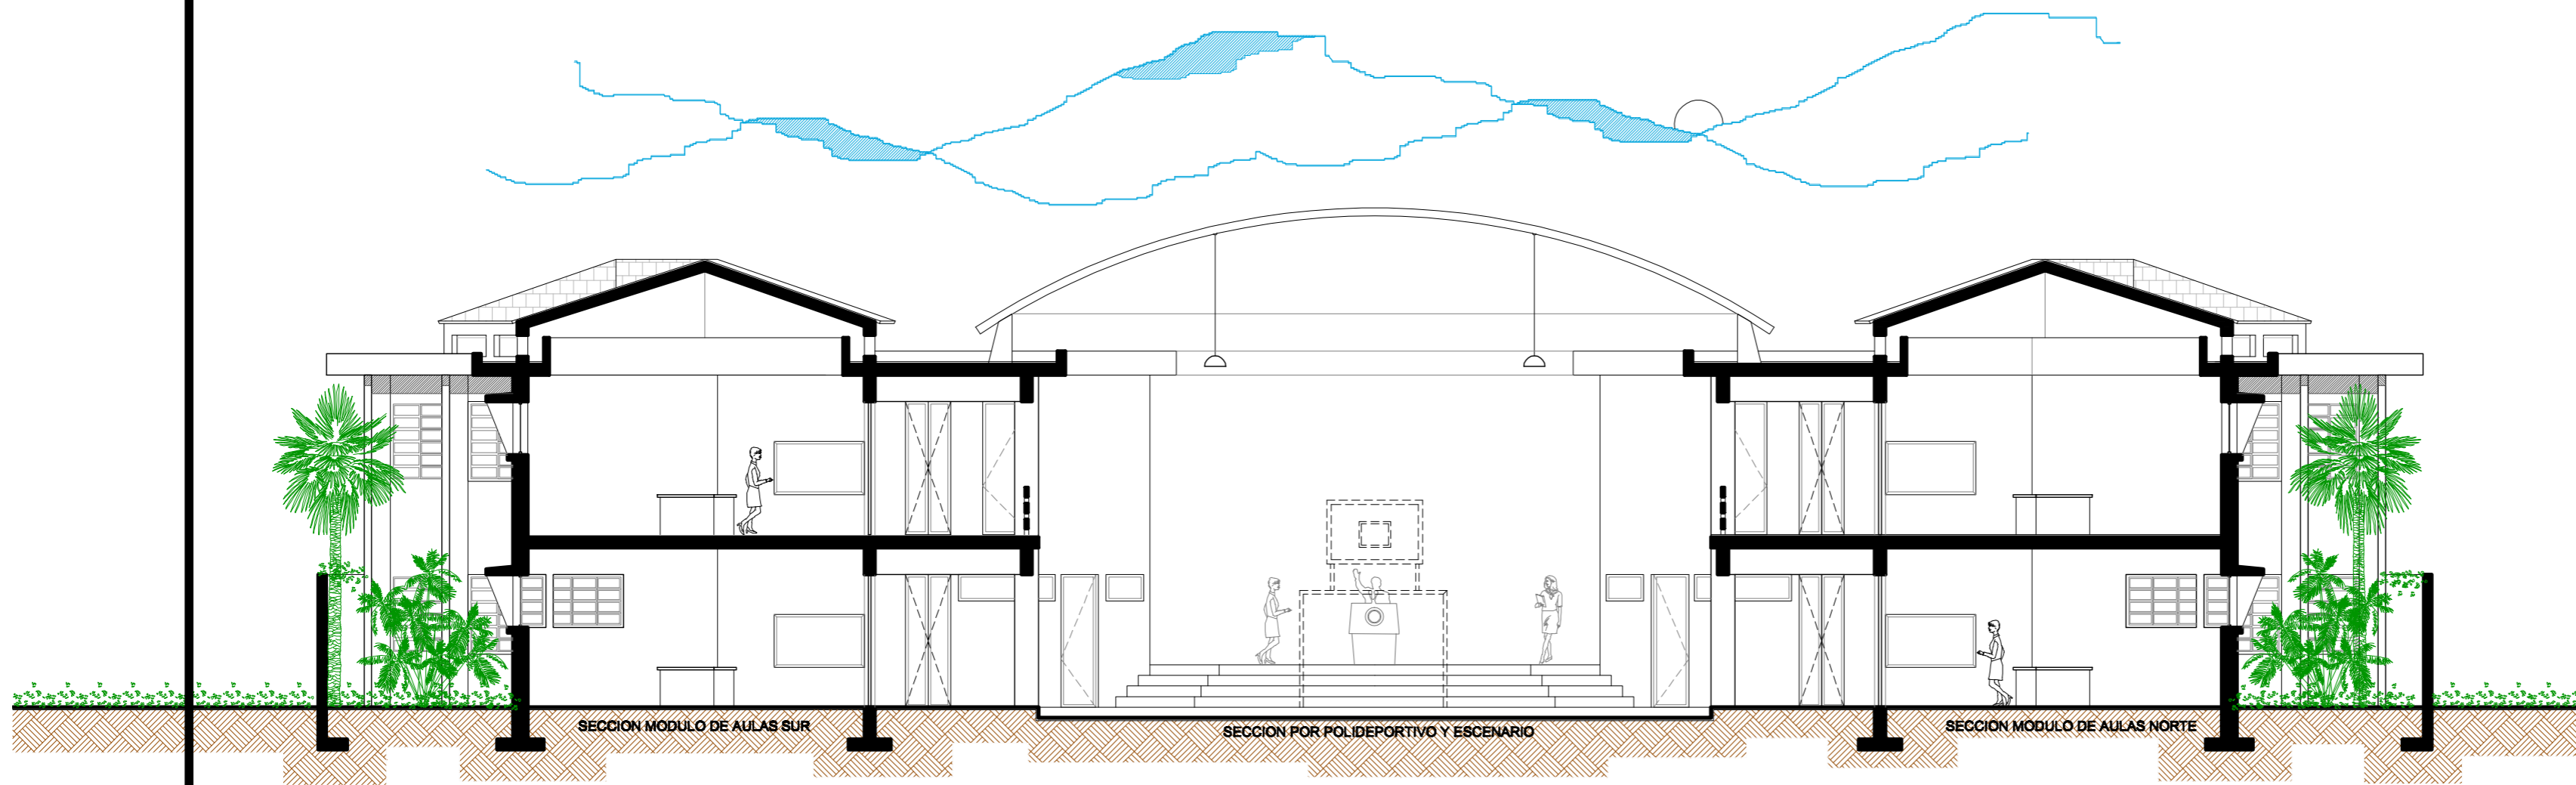 SECCION MODULO DE AULAS SUR
SECCION POR POLIDEPORTIVO Y ESCENARIO
SECCION MODULO DE AULAS NORTE